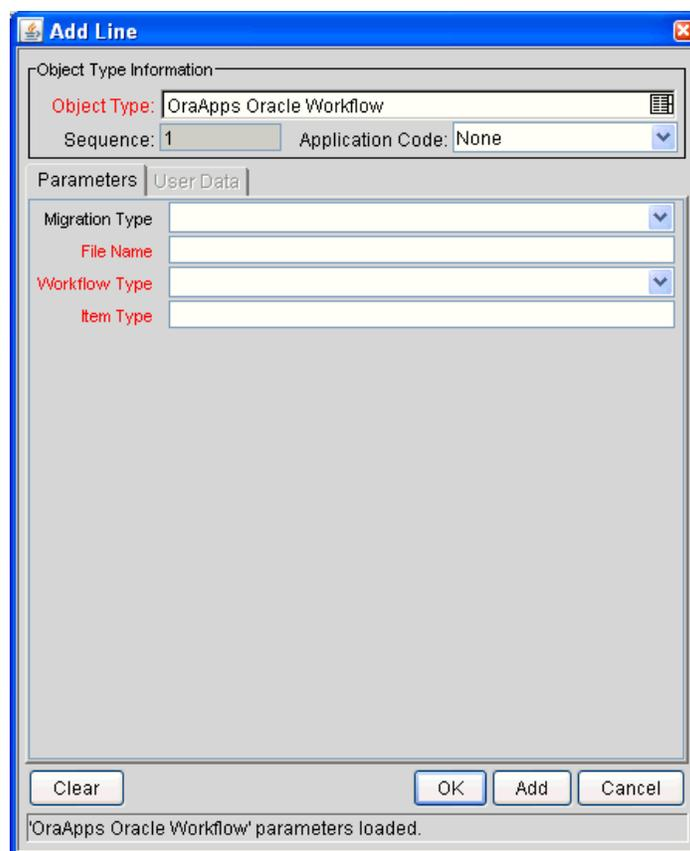 Add Line
Object Type Information
Object Type: OraApps Oracle Workflow
Sequence: 1 Application Code: None
Parameters User Data
Migration Type
File Name
Workflow Type
Item Type
Clear OK Add Cancel
'OraApps Oracle Workflow' parameters loaded.